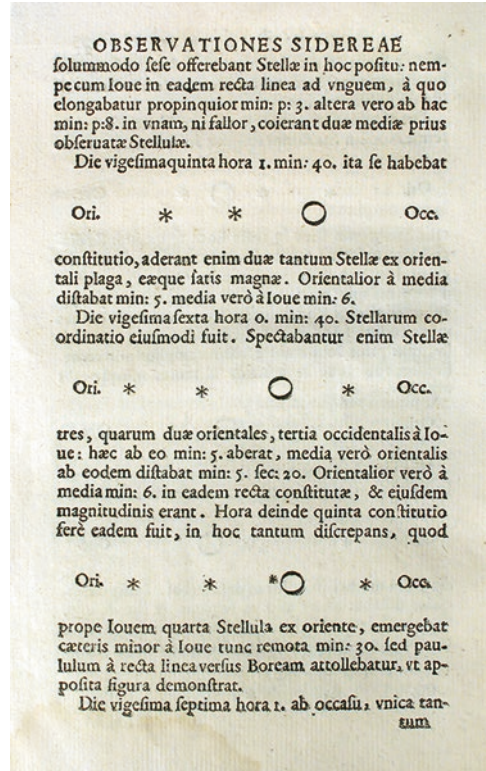 OBSERVATIONES SIDEREAE
ſolummodo ſeſe offerebant Stellæ in hoc poſitu: nem-
pe cum Ioue in eadem recta linea ad vnguem, à quo
elongabatur propinquior min: p: 3. altera vero ab hac
min: p:8. in vnam, ni fallor, coierant duæ mediæ prius
obſeruatæ Stellulæ.
Die vigeſimaquinta hora 1. min: 40. ita ſe habebat
Ori. * * O Occ.
conſtitutio, aderant enim duæ tantum Stellæ ex orien-
tali plaga, eæque ſatis magnæ. Orientalior à media
diſtabat min: 5. media verò à Ioue min: 6.
Die vigeſima ſexta hora 0. min: 40. Stellarum co-
ordinatio eiuſmodi fuit. Spectabantur enim Stellæ
Ori. * * O * Occ.
tres, quarum duæ orientales, tertia occidentalis à Io-
ue: hæc ab eo min: 5. aberat, media verò orientalis
ab eodem diſtabat min: 5. ſec: 20. Orientalior verò à
media min: 6. in eadem recta conſtitutæ, & eiuſdem
magnitudinis erant. Hora deinde quinta conſtitutio
ferè eadem fuit, in hoc tantum diſcrepans, quod
Ori. * * *O * Occ.
prope Iouem quarta Stellula ex oriente, emergebat
cæteris minor à Ioue tunc remota min: 30. ſed pau-
lulum à recta linea verſus Boream attollebatur, vt ap-
poſita figura demonſtrat.
Die vigeſima ſeptima hora 1. ab occaſu, vnica tan-
tum